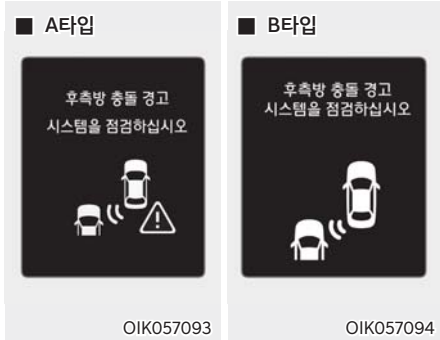 ■ A타입
후측방 충돌 경고
시스템을 점검하십시오
OIK057093
■ B타입
후측방 충돌 경고
시스템을 점검하십시오
OIK057094